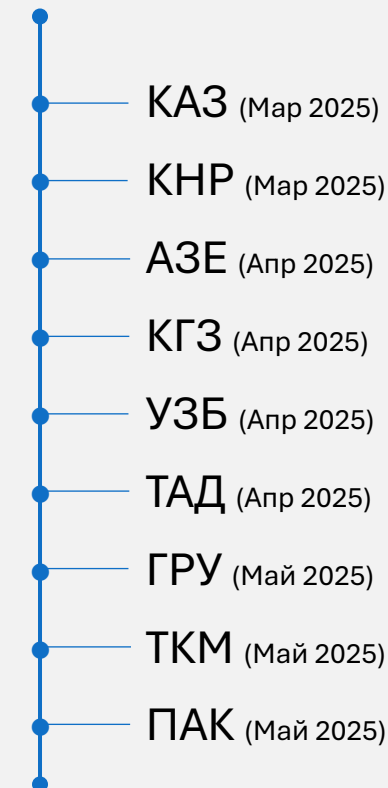 КАЗ (Мар 2025)
КНР (Мар 2025)
АЗЕ (Апр 2025)
КГЗ (Апр 2025)
УЗБ (Апр 2025)
ТАД (Апр 2025)
ГРУ (Май 2025)
ТКМ (Май 2025)
ПАК (Май 2025)